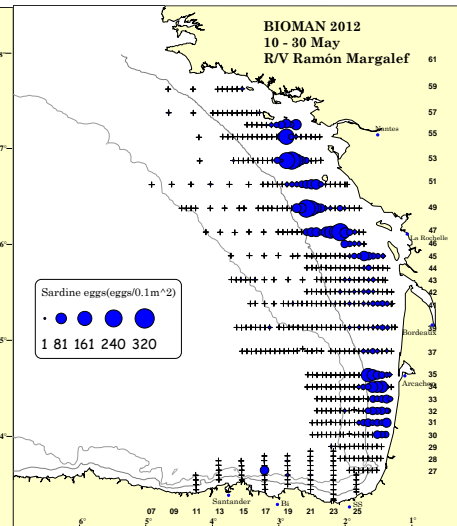 BIOMAN 2012
10 - 30 May
R/V Ramón Margalef
61
59
57
Nantes
55
53
51
49
47
La Rochelle
46
45
44
43
42
41
39
Bordeaux
37
35
Arcachon
34
33
32
31
30
29
28
27
Sardine eggs(eggs/0.1m^2)
1 81 161 240 320
Santander
Bi
SS
07 09 11 13 15 17 19 21 23 25
6° 5° 4° 3° 2° 1°